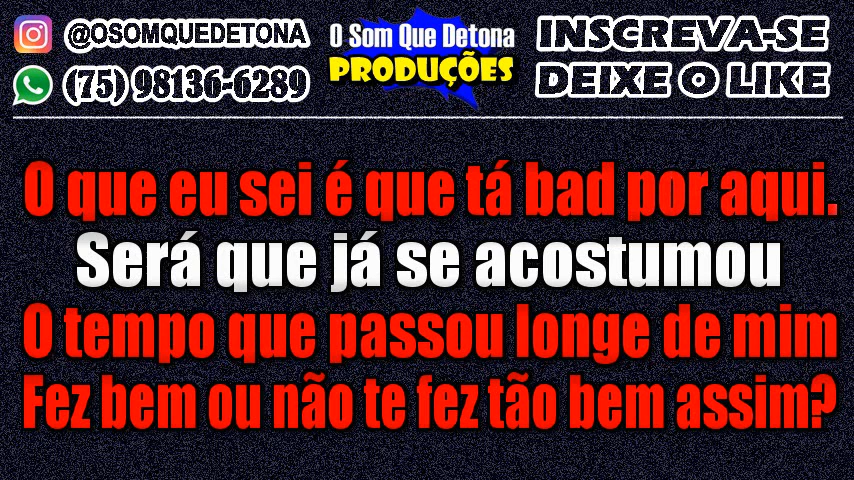 @OSOMQUEDETONA
(75) 98136-6289
O Som Que Detona
PRODUÇÕES
INSCREVA-SE
DEIXE O LIKE
O que eu sei é que tá bad por aqui.
Será que já se acostumou
O tempo que passou longe de mim
Fez bem ou não te fez tão bem assim?